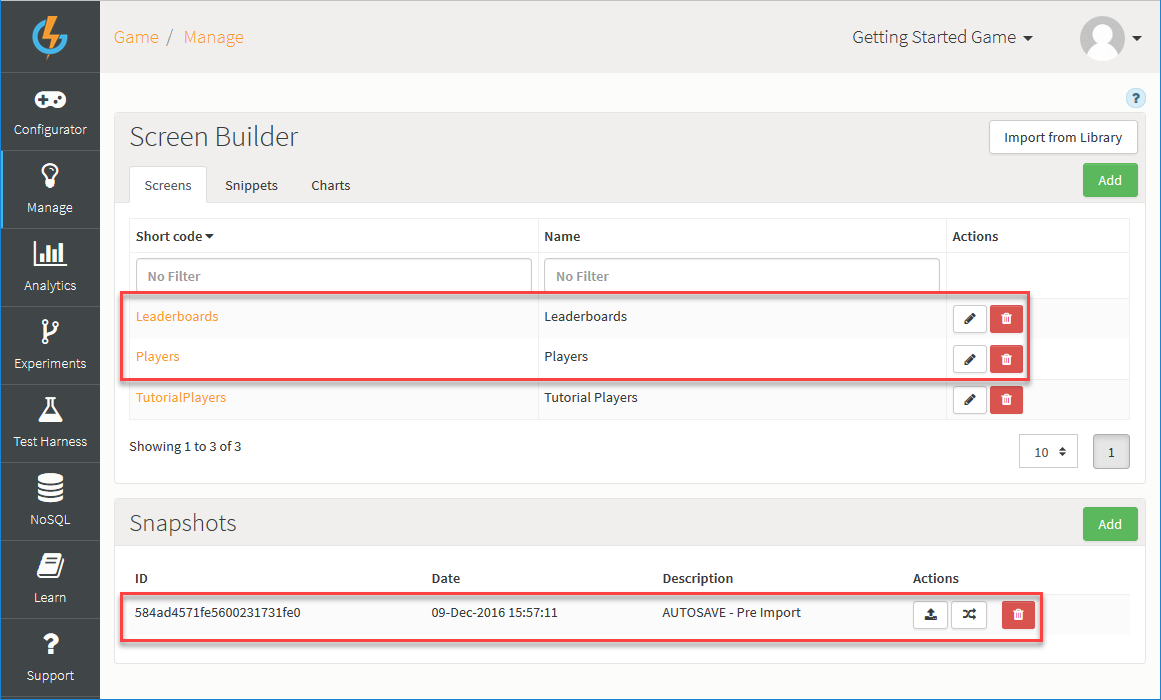 Game / Manage
Getting Started Game
Configurator
Manage
Analytics
Experiments
Test Harness
NoSQL
Learn
Support
?
Screen Builder
Import from Library
Screens Snippets Charts
Add
Short code Name Actions
No Filter No Filter
Leaderboards Leaderboards
Players Players
TutorialPlayers Tutorial Players
Showing 1 to 3 of 3
10 1
Snapshots
Add
ID Date Description Actions
584ad4571fe5600231731fe0 09-Dec-2016 15:57:11 AUTOSAVE - Pre Import